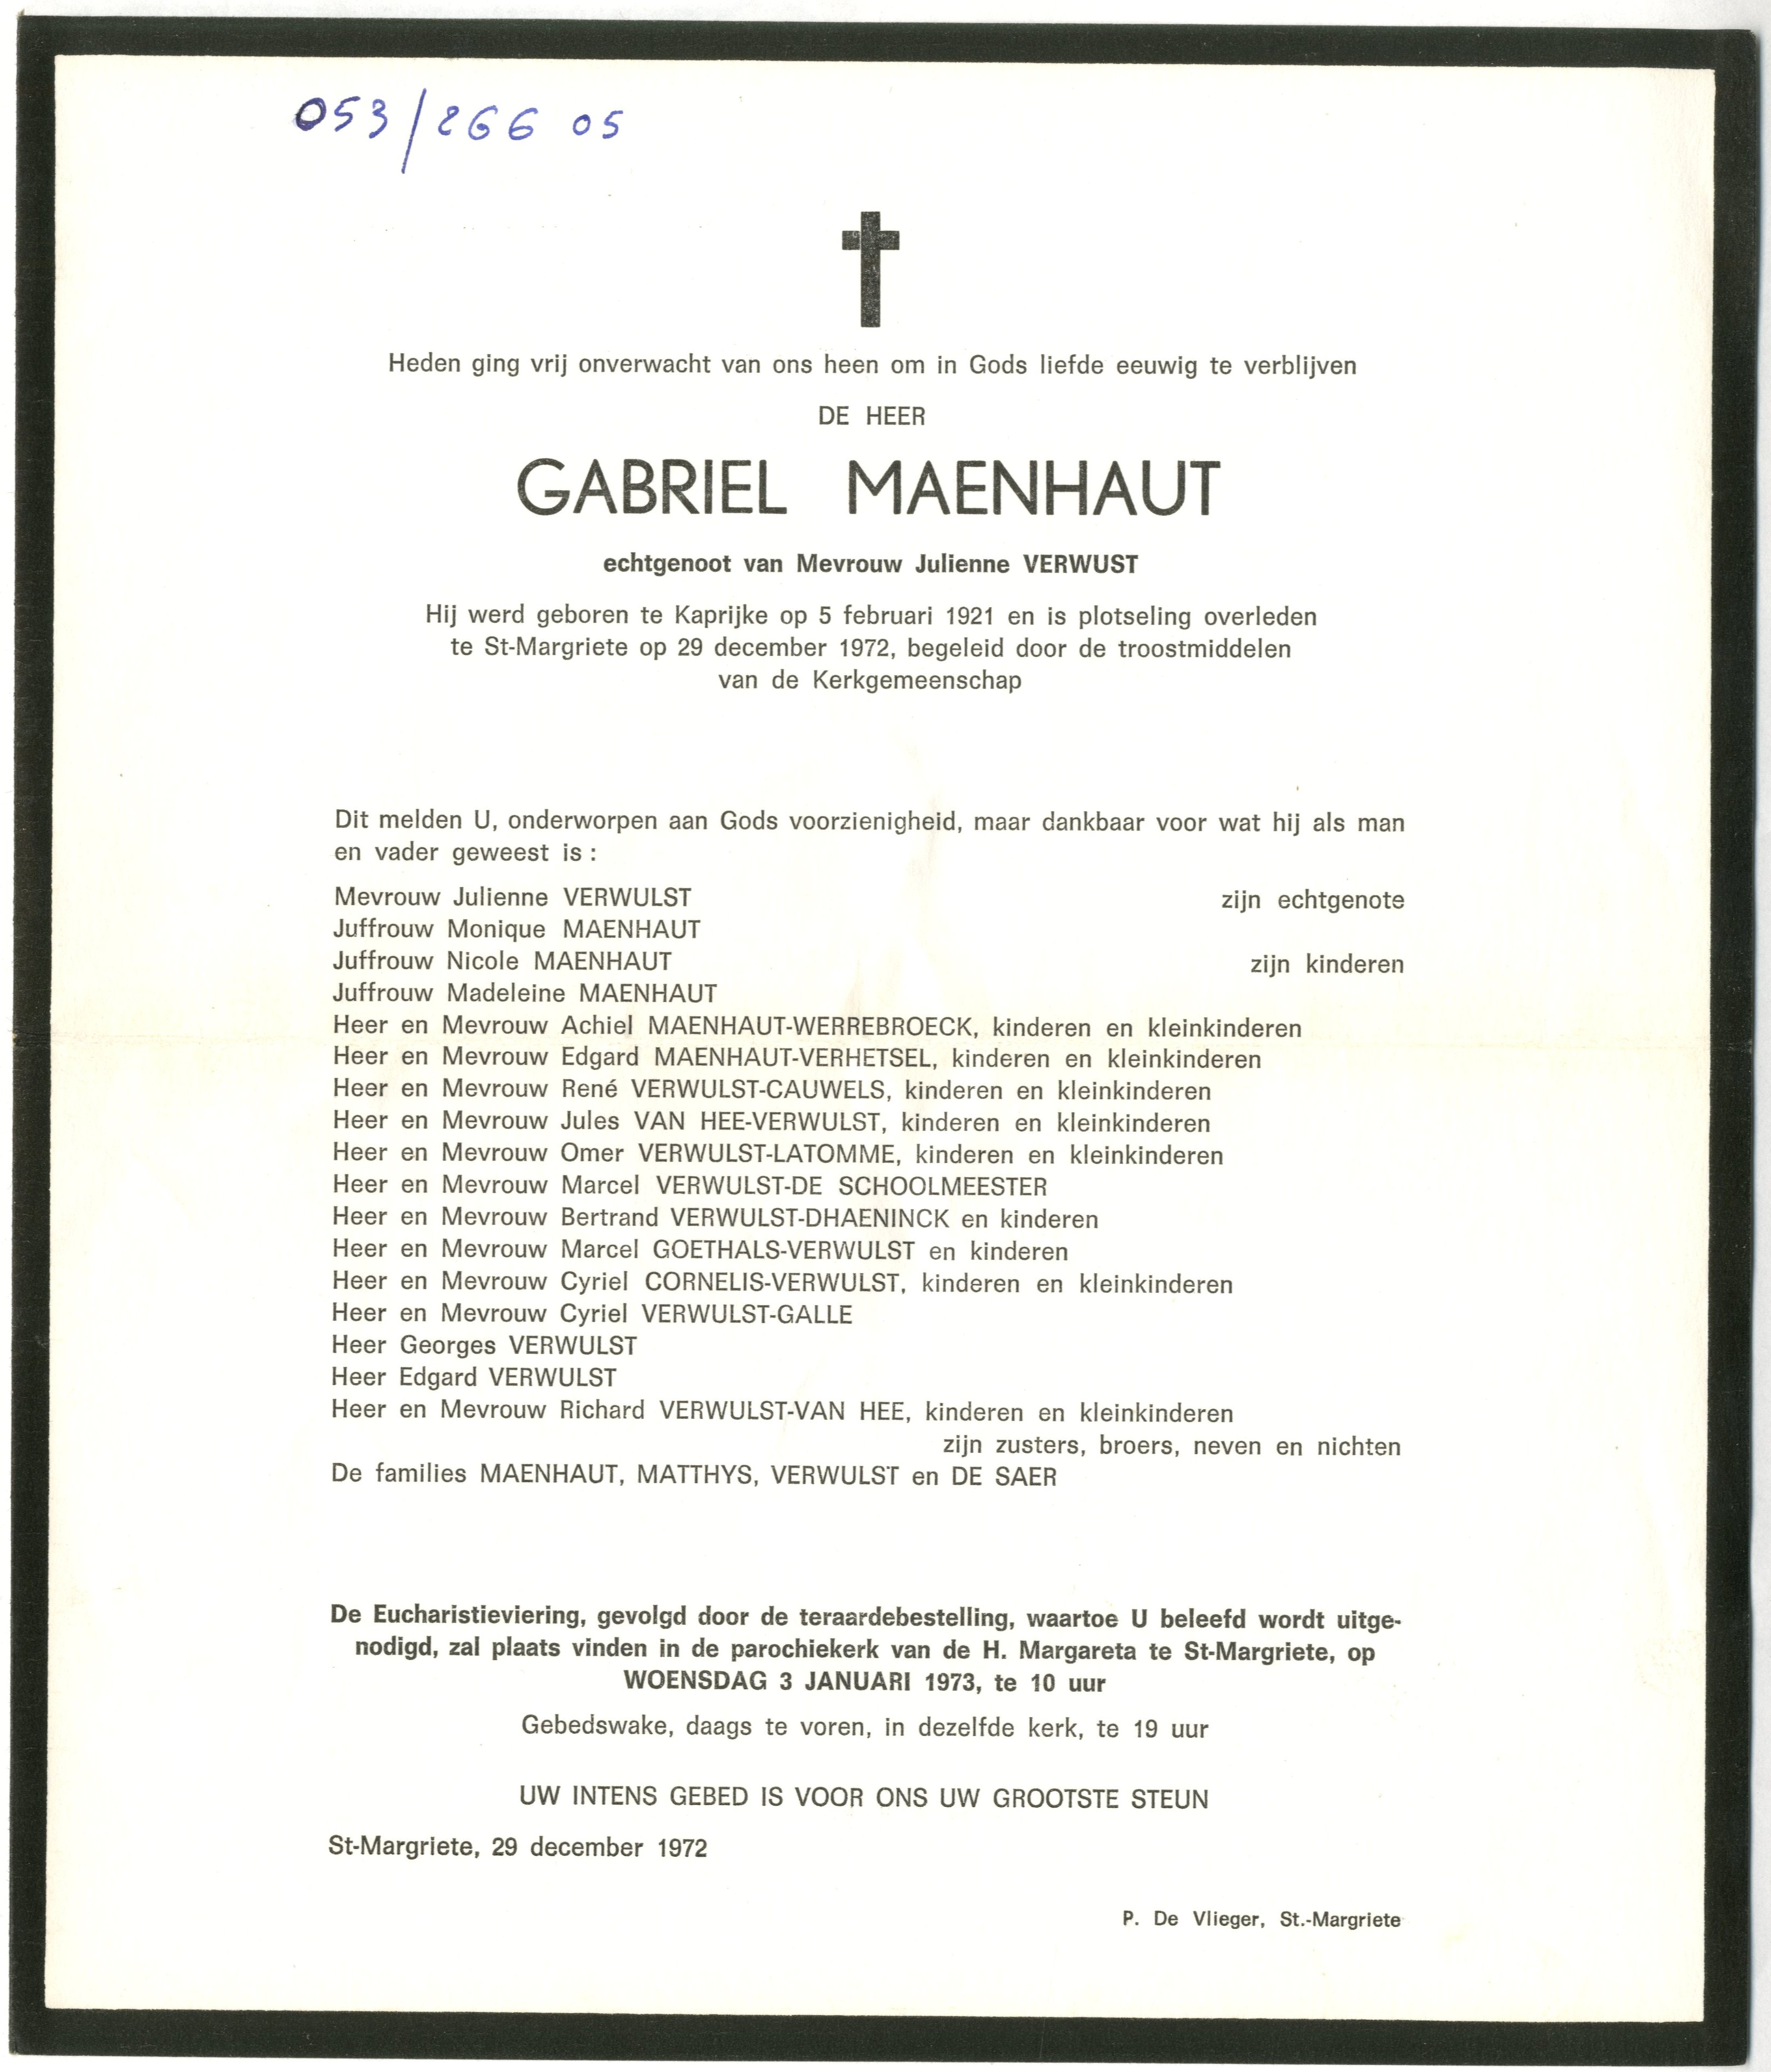 053/266 05
Heden ging vrij onverwacht van ons heen om in Gods liefde eeuwig te verblijven
DE HEER
GABRIEL MAENHAUT
echtgenoot van Mevrouw Julienne VERWUST
Hij werd geboren te Kaprijke op 5 februari 1921 en is plotseling overleden
te St-Margriete op 29 december 1972, begeleid door de troostmiddelen
van de Kerkgemeenschap
Dit melden U, onderworpen aan Gods voorzienigheid, maar dankbaar voor wat hij als man
en vader geweest is :
Mevrouw Julienne VERWULST zijn echtgenote
Juffrouw Monique MAENHAUT
Juffrouw Nicole MAENHAUT zijn kinderen
Juffrouw Madeleine MAENHAUT
Heer en Mevrouw Achiel MAENHAUT-WERREBROECK, kinderen en kleinkinderen
Heer en Mevrouw Edgard MAENHAUT-VERHETSEL, kinderen en kleinkinderen
Heer en Mevrouw René VERWULST-CAUWELS, kinderen en kleinkinderen
Heer en Mevrouw Jules VAN HEE-VERWULST, kinderen en kleinkinderen
Heer en Mevrouw Omer VERWULST-LATOMME, kinderen en kleinkinderen
Heer en Mevrouw Marcel VERWULST-DE SCHOOLMEESTER
Heer en Mevrouw Bertrand VERWULST-DHAENINCK en kinderen
Heer en Mevrouw Marcel GOETHALS-VERWULST en kinderen
Heer en Mevrouw Cyriel CORNELIS-VERWULST, kinderen en kleinkinderen
Heer en Mevrouw Cyriel VERWULST-GALLE
Heer Georges VERWULST
Heer Edgard VERWULST
Heer en Mevrouw Richard VERWULST-VAN HEE, kinderen en kleinkinderen
zijn zusters, broers, neven en nichten
De families MAENHAUT, MATTHYS, VERWULST en DE SAER
De Eucharistieviering, gevolgd door de teraardebestelling, waartoe U beleefd wordt uitge-
nodigd, zal plaats vinden in de parochiekerk van de H. Margareta te St-Margriete, op
WOENSDAG 3 JANUARI 1973, te 10 uur
Gebedswake, daags te voren, in dezelfde kerk, te 19 uur
UW INTENS GEBED IS VOOR ONS UW GROOTSTE STEUN
St-Margriete, 29 december 1972
P. De Vlieger, St.-Margriete